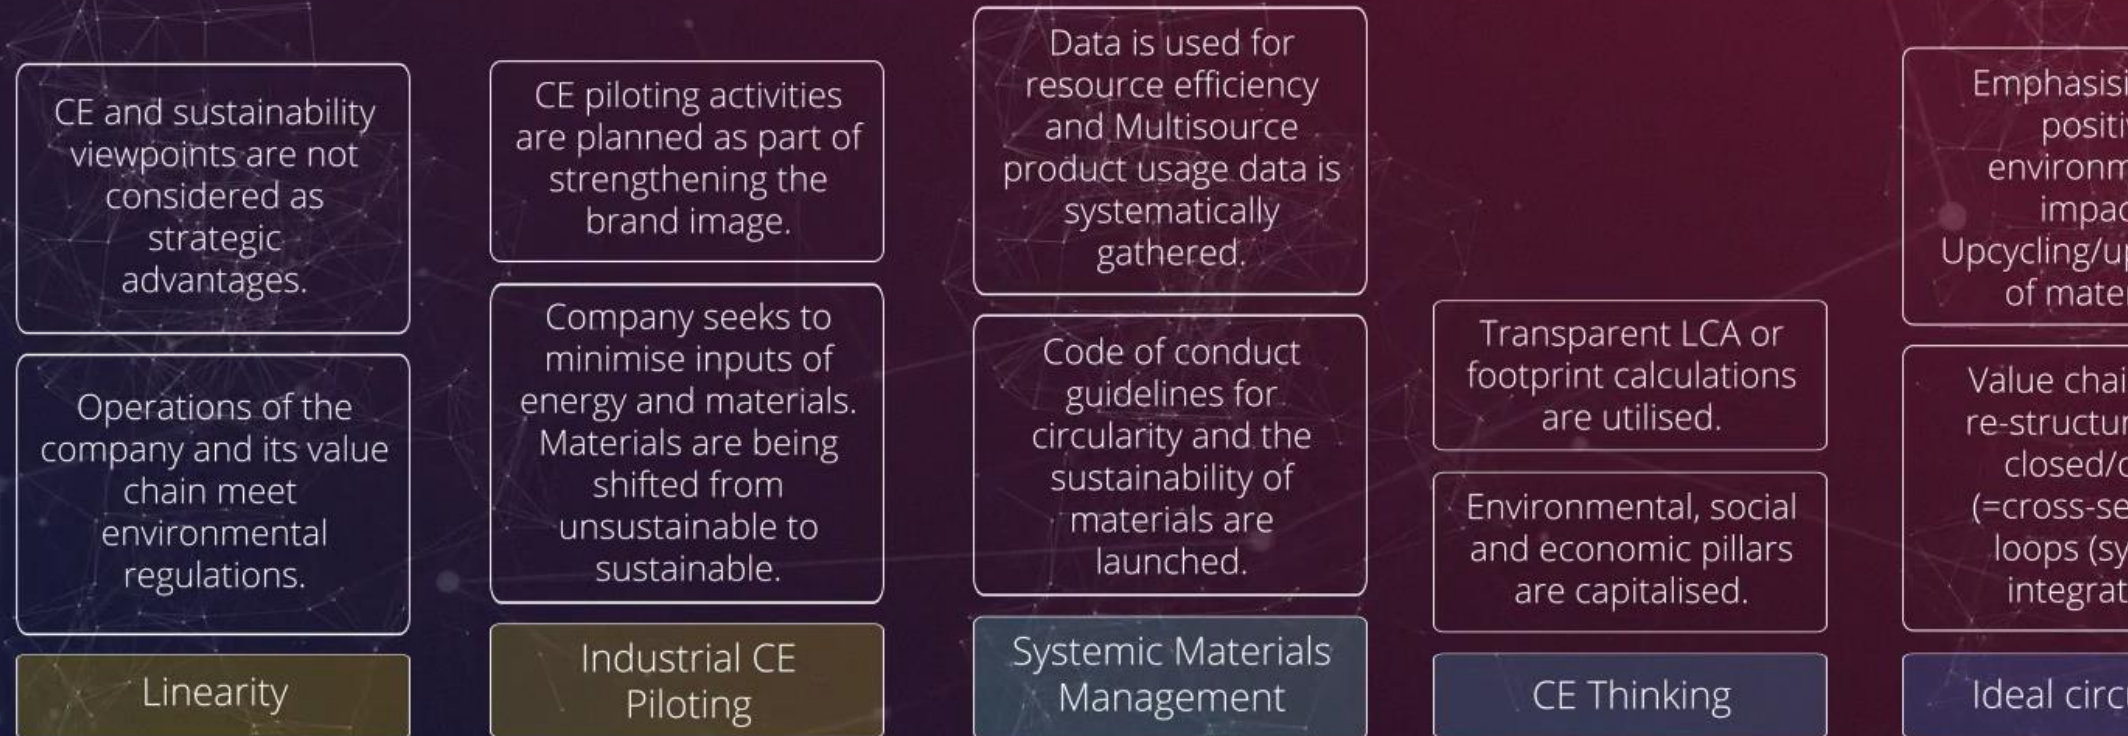 CE and sustainability
viewpoints are not
considered as
strategic
advantages.
Operations of the
company and its value
chain meet
environmental
regulations.
Linearity
CE piloting activities
are planned as part of
strengthening the
brand image.
Company seeks to
minimise inputs of
energy and materials.
Materials are being
shifted from
unsustainable to
sustainable.
Industrial CE
Piloting
Data is used for
resource efficiency
and Multisource
product usage data is
systematically
gathered.
Code of conduct
guidelines for
circularity and the
sustainability of
materials are
launched.
Systemic Materials
Management
Transparent LCA or
footprint calculations
are utilised.
Environmental, social
and economic pillars
are capitalised.
CE Thinking
of
Value
loops
Ideal